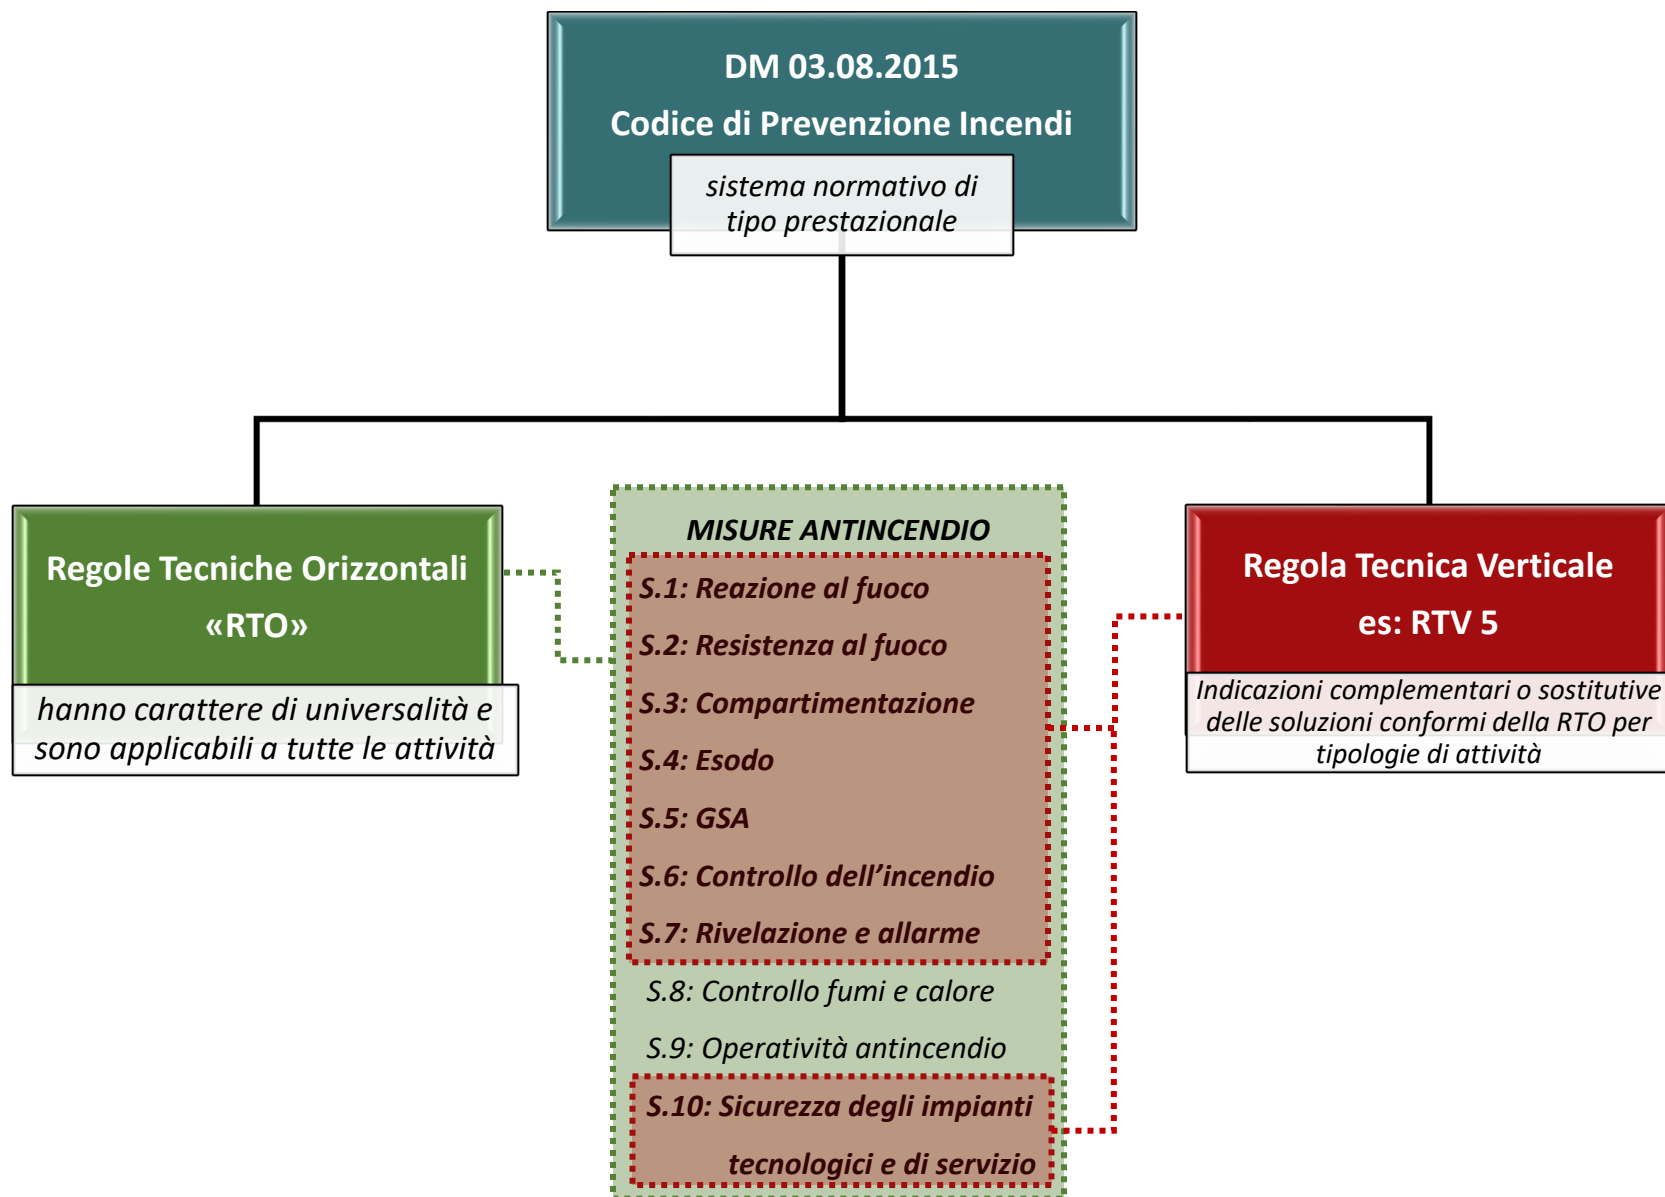 DM 03.08.2015
Codice di Prevenzione Incendi
sistema normativo di
tipo prestazionale
Regole Tecniche Orizzontali
«RTO»
hanno carattere di universalità e
sono applicabili a tutte le attività
MISURE ANTINCENDIO
S.1: Reazione al fuoco
S.2: Resistenza al fuoco
S.3: Compartimentazione
S.4: Esodo
S.5: GSA
S.6: Controllo dell’incendio
S.7: Rivelazione e allarme
S.8: Controllo fumi e calore
S.9: Operatività antincendio
S.10: Sicurezza degli impianti
tecnologici e di servizio
Regola Tecnica Verticale
es: RTV 5
Indicazioni complementari o sostitutive
delle soluzioni conformi della RTO per
tipologie di attività